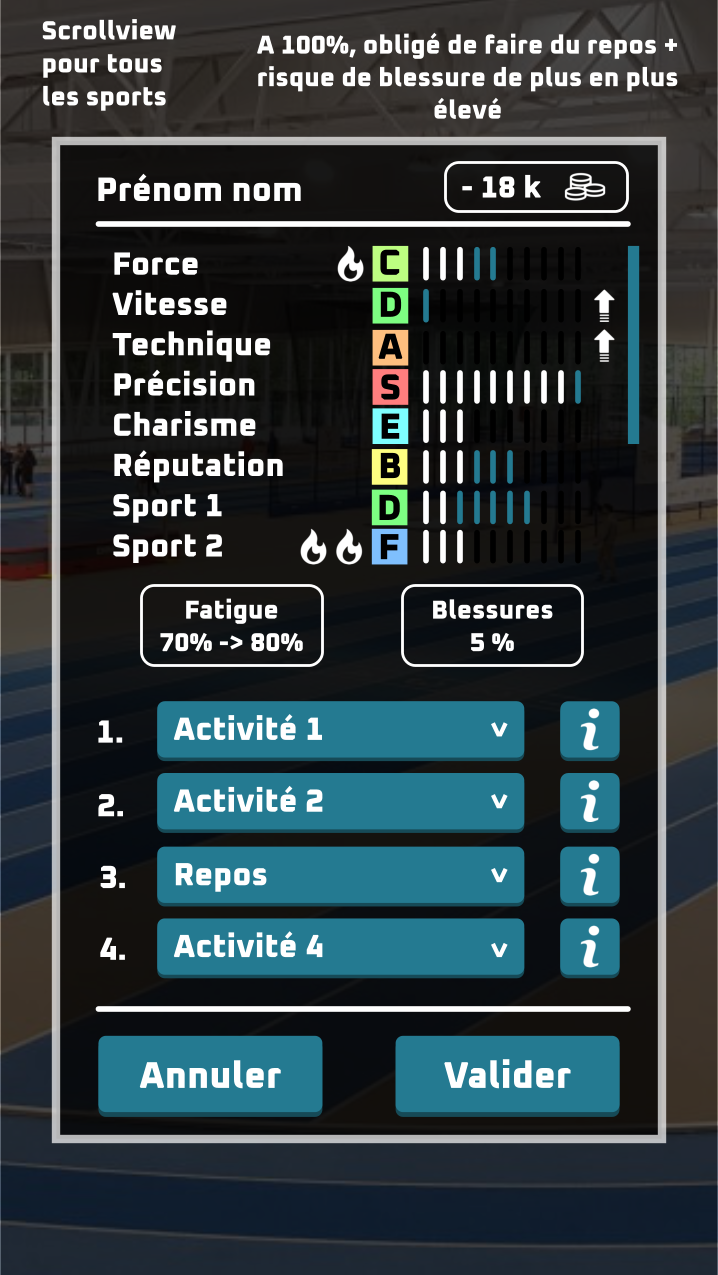 Scrollview
pour tous
les sports
A 100%, obligé de faire du repos +
risque de blessure de plus en plus
élevé
Prénom nom
- 18 k
Force C
Vitesse D
Technique A
Précision S
Charisme E
Réputation B
Sport 1 D
Sport 2 F
Fatigue
70% -> 80%
Blessures
5 %
1. Activité 1 v i
2. Activité 2 v i
3. Repos v i
4. Activité 4 v i
Annuler
Valider